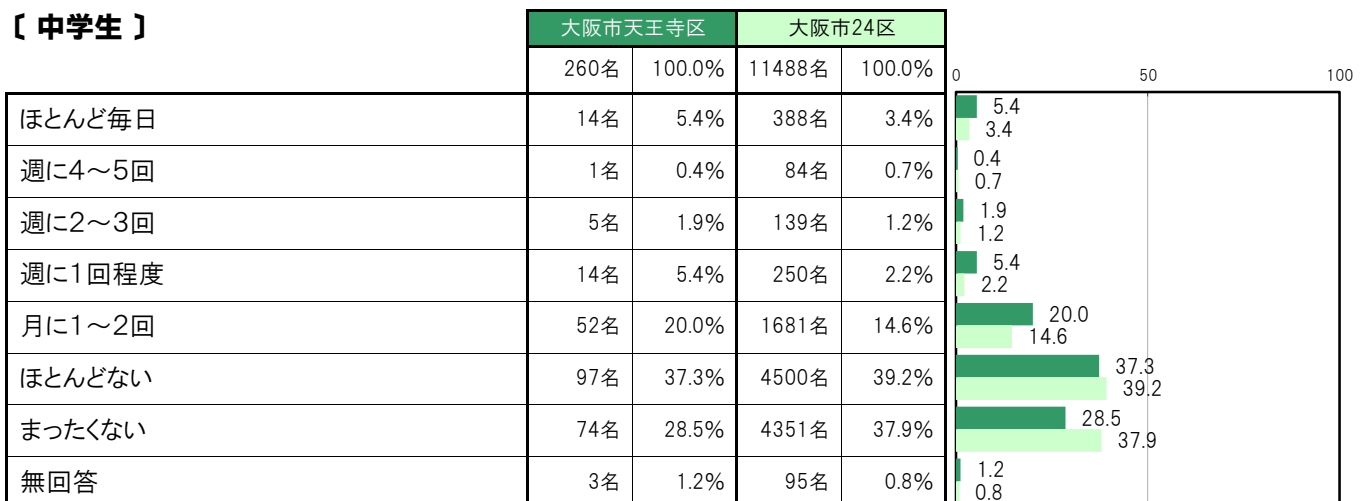 〔 中学生 〕
大阪市天王寺区 大阪市24区
260名 100.0% 11488名 100.0%
0 50 100
ほとんど毎日 14名 5.4% 388名 3.4%
5.4
3.4
週に4～5回 1名 0.4% 84名 0.7%
0.4
0.7
週に2～3回 5名 1.9% 139名 1.2%
1.9
1.2
週に1回程度 14名 5.4% 250名 2.2%
5.4
2.2
月に1～2回 52名 20.0% 1681名 14.6%
20.0
14.6
ほとんどない 97名 37.3% 4500名 39.2%
37.3
39.2
まったくない 74名 28.5% 4351名 37.9%
28.5
37.9
無回答 3名 1.2% 95名 0.8%
1.2
0.8